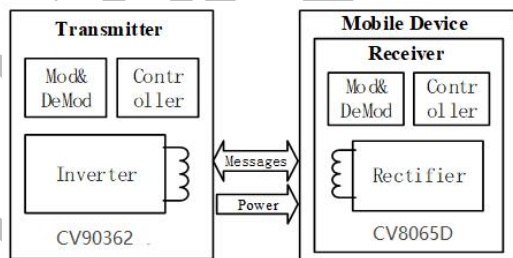 Transmitter
Mod&
DeMod
Contr
oller
Inverter
CV90362
Messages
Power
Mobile Device
Receiver
Mod&
DeMod
Contr
oller
Rectifier
CV8065D